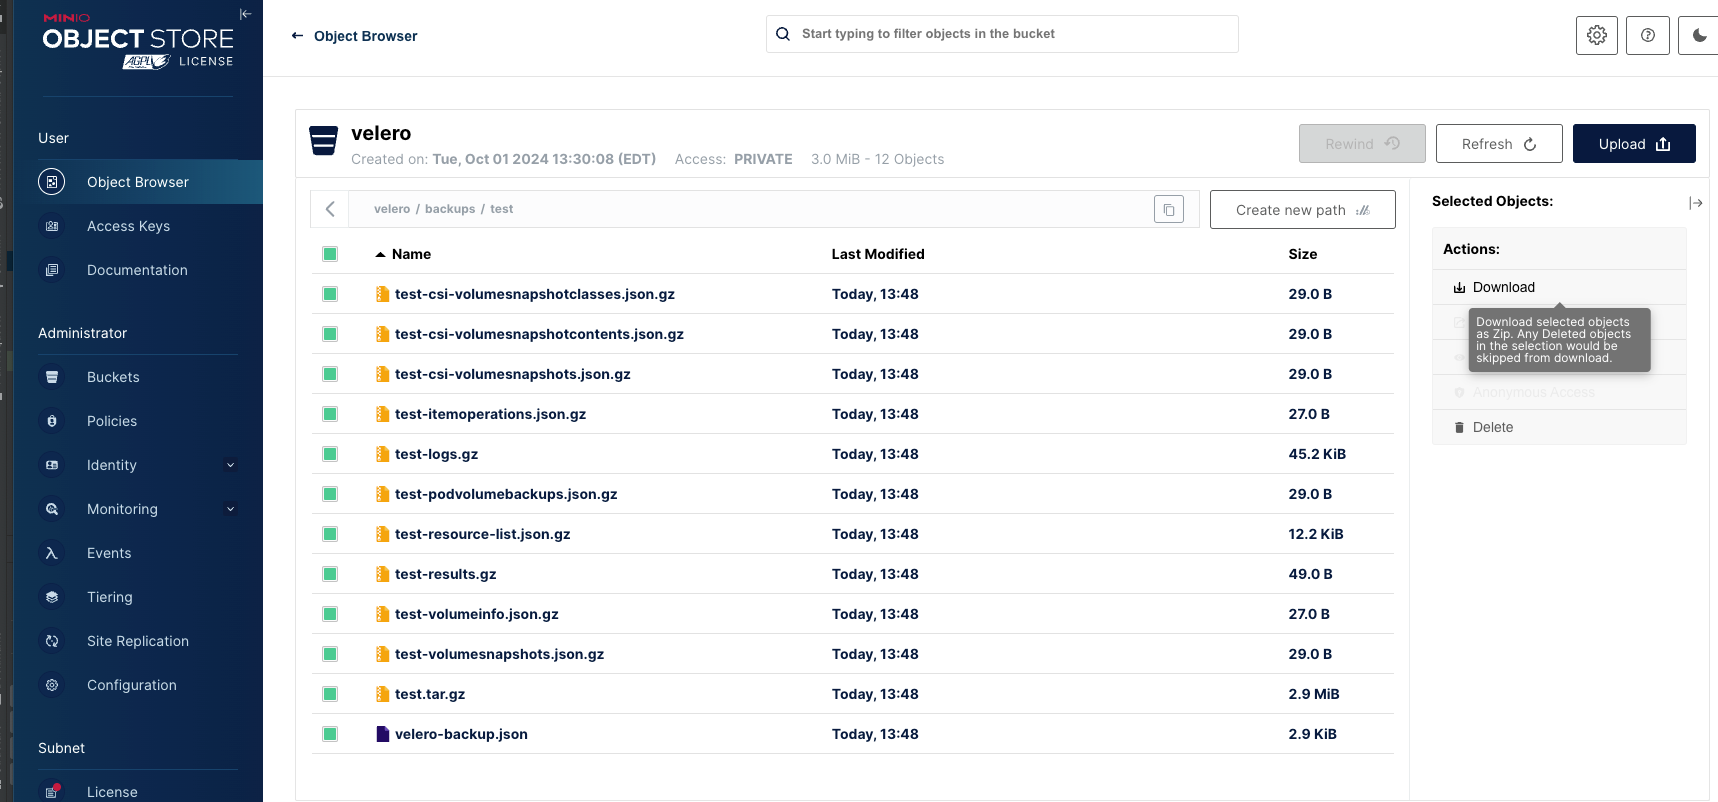 MINIO
OBJECT STORE
AGPL LICENSE
User
Object Browser
Access Keys
Documentation
Administrator
Buckets
Policies
Identity
Monitoring
Events
Tiering
Site Replication
Configuration
Subnet
License
Object Browser
Start typing to filter objects in the bucket
velero
Created on: Tue, Oct 01 2024 13:30:08 (EDT) Access: PRIVATE 3.0 MiB - 12 Objects
Rewind
Refresh
Upload
velero / backups / test
Create new path
Name Last Modified Size
test-csi-volumesnapshotclasses.json.gz Today, 13:48 29.0 B
test-csi-volumesnapshotcontents.json.gz Today, 13:48 29.0 B
test-csi-volumesnapshots.json.gz Today, 13:48 29.0 B
test-itemoperations.json.gz Today, 13:48 27.0 B
test-logs.gz Today, 13:48 45.2 KiB
test-podvolumebackups.json.gz Today, 13:48 29.0 B
test-resource-list.json.gz Today, 13:48 12.2 KiB
test-results.gz Today, 13:48 49.0 B
test-volumeinfo.json.gz Today, 13:48 27.0 B
test-volumesnapshots.json.gz Today, 13:48 29.0 B
test.tar.gz Today, 13:48 2.9 MiB
velero-backup.json Today, 13:48 2.9 KiB
Selected Objects:
Actions:
Download
Download selected objects
as Zip. Any Deleted objects
in the selection would be
skipped from download.
Anonymous Access
Delete